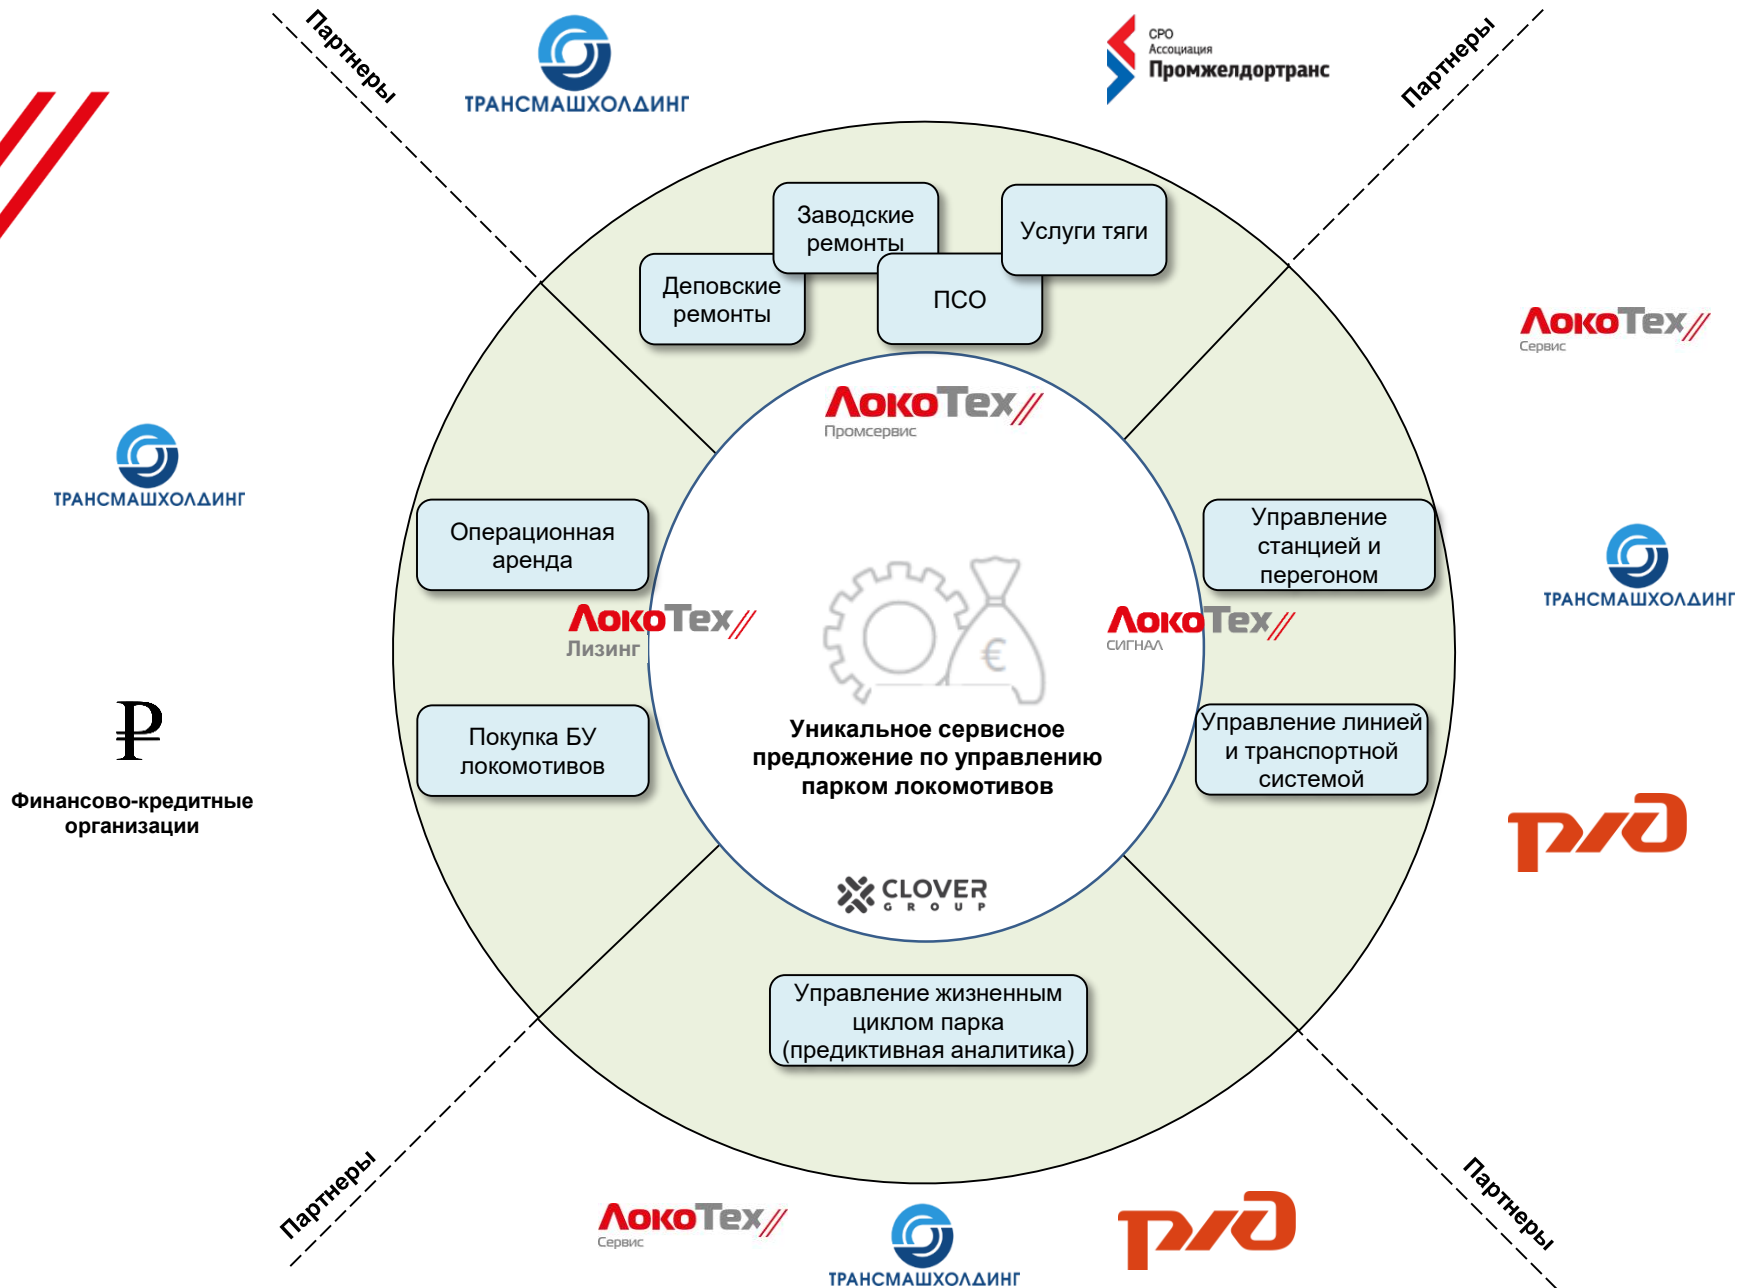 Партнеры
ТРАНСМАШХОЛДИНГ
СРО
Ассоциация
Промжелдортранс
Партнеры
Заводские
ремонты
Услуги тяги
Деповские
ремонты
ПСО
ЛокоТех
Промсервис
ЛокоТех
Сервис
ТРАНСМАШХОЛДИНГ
Операционная
аренда
Управление
станцией и
перегоном
ТРАНСМАШХОЛДИНГ
ЛокоТех
Лизинг
ЛокоТех
СИГНАЛ
€
₽
Финансово-кредитные
организации
Покупка БУ
локомотивов
Уникальное сервисное
предложение по управлению
парком локомотивов
Управление линией
и транспортной
системой
РЖД
CLOVER
GROUP
Управление жизненным
циклом парка
(предиктивная аналитика)
Партнеры
Партнеры
ЛокоТех
Сервис
ТРАНСМАШХОЛДИНГ
РЖД